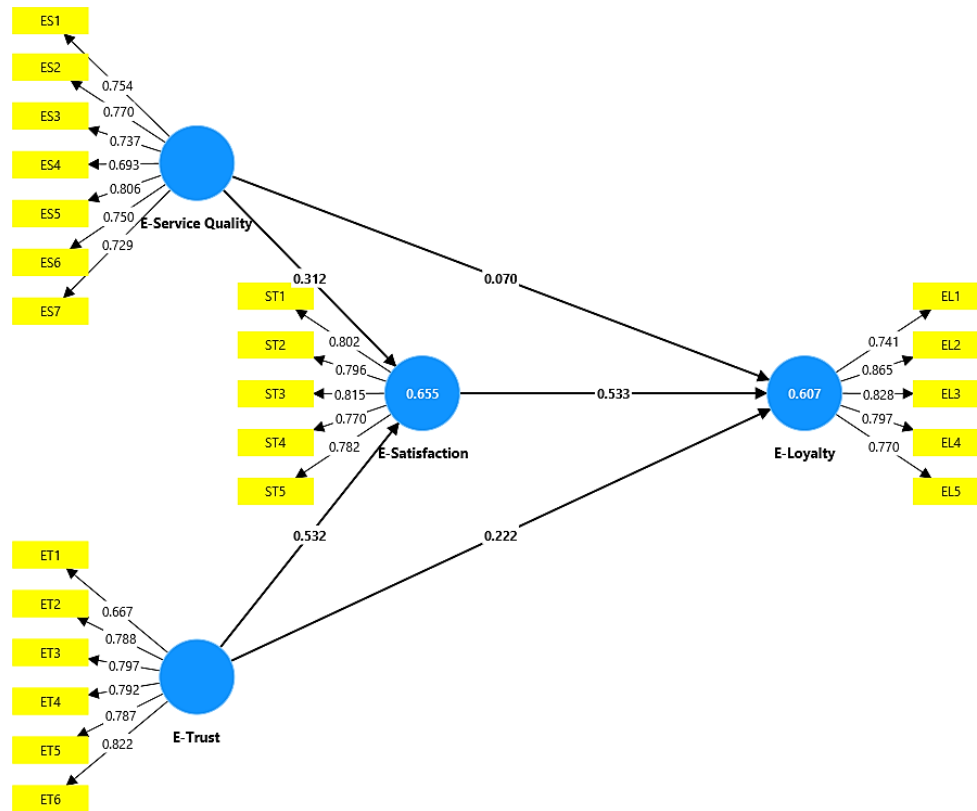 ES1
ES2
ES3
ES4
ES5
ES6
ES7
0.754
0.770
0.737
0.693
0.806
0.750
0.729
E-Service Quality
0.312
0.070
ST1
ST2
ST3
ST4
ST5
0.802
0.796
0.815
0.770
0.782
0.655
E-Satisfaction
0.533
0.607
E-Loyalty
0.741
0.865
0.828
0.797
0.770
EL1
EL2
EL3
EL4
EL5
0.532
0.222
ET1
ET2
ET3
ET4
ET5
ET6
0.667
0.788
0.797
0.792
0.787
0.822
E-Trust